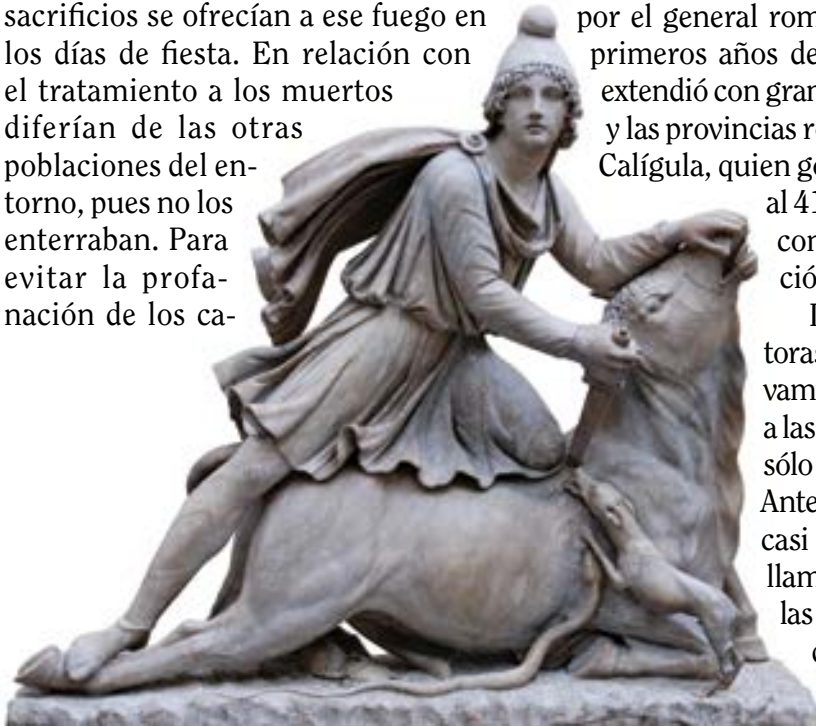 sacrificios se ofrecían a ese fuego en
los días de fiesta. En relación con
el tratamiento a los muertos
diferían de las otras
poblaciones del en-
torno, pues no los
enterraban. Para
evitar la profa-
nación de los ca-
por el general rom
primeros años de
extendió con gran
y las provincias r
Calígula, quien g
al 41
con
ció
toras
vam
a las
sólo
Ante
casi
llam
las